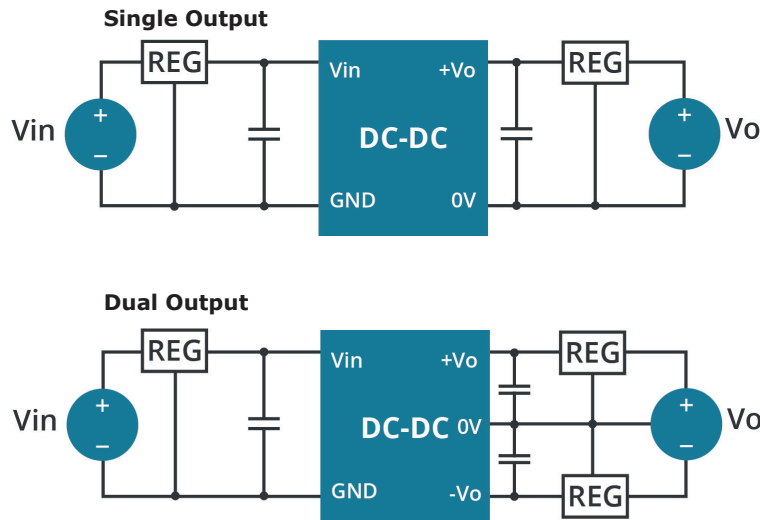 Single Output
REG
REG
Vin
+Vo
Vin
+
−
DC-DC
+
−
Vo
GND
0V
Dual Output
REG
REG
Vin
+Vo
Vin
+
−
DC-DC
0V
+
−
Vo
GND
-Vo
REG